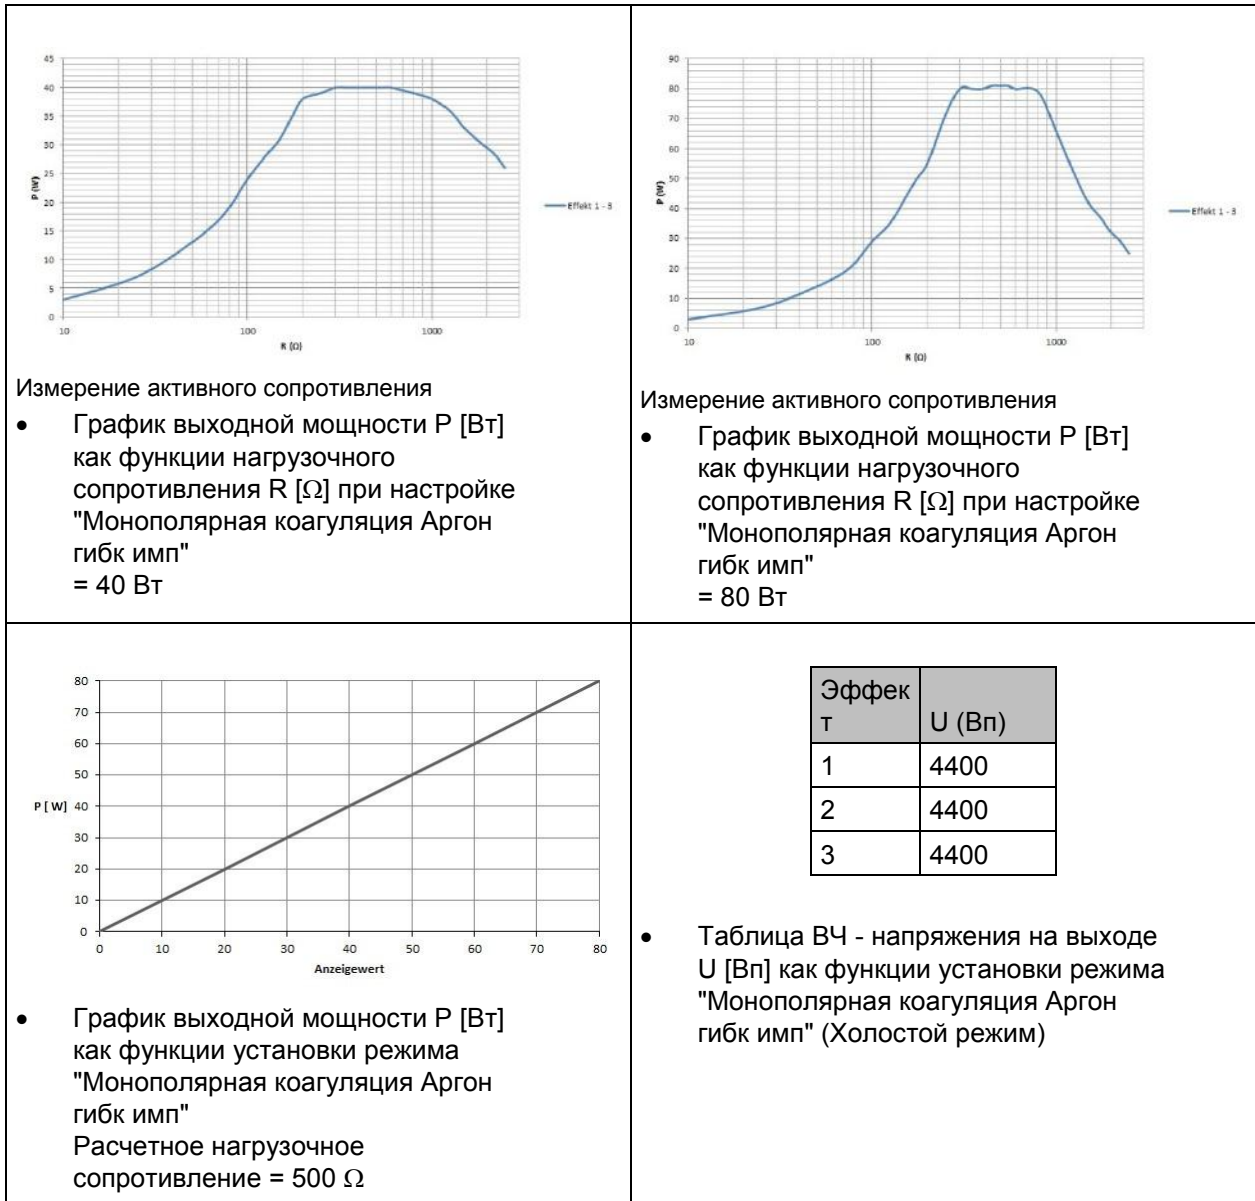 45
40
35
30
25
20
15
10
5
0
P (W)
10
100
1000
R (Ω)
Effekt 1 - 3
Измерение активного сопротивления
• График выходной мощности P [Вт]
как функции нагрузочного
сопротивления R [Ω] при настройке
"Монополярная коагуляция Аргон
гибк имп"
= 40 Вт
90
80
70
60
50
40
30
20
10
0
P (W)
10
100
1000
R (Ω)
Effekt 1 - 3
Измерение активного сопротивления
• График выходной мощности P [Вт]
как функции нагрузочного
сопротивления R [Ω] при настройке
"Монополярная коагуляция Аргон
гибк имп"
= 80 Вт
80
70
60
50
P [ W] 40
30
20
10
0
0 10 20 30 40 50 60 70 80
Anzeigewert
• График выходной мощности P [Вт]
как функции установки режима
"Монополярная коагуляция Аргон
гибк имп"
Расчетное нагрузочное
сопротивление = 500 Ω
Эффек
т U (Вп)
1 4400
2 4400
3 4400
• Таблица ВЧ - напряжения на выходе
U [Вп] как функции установки режима
"Монополярная коагуляция Аргон
гибк имп" (Холостой режим)